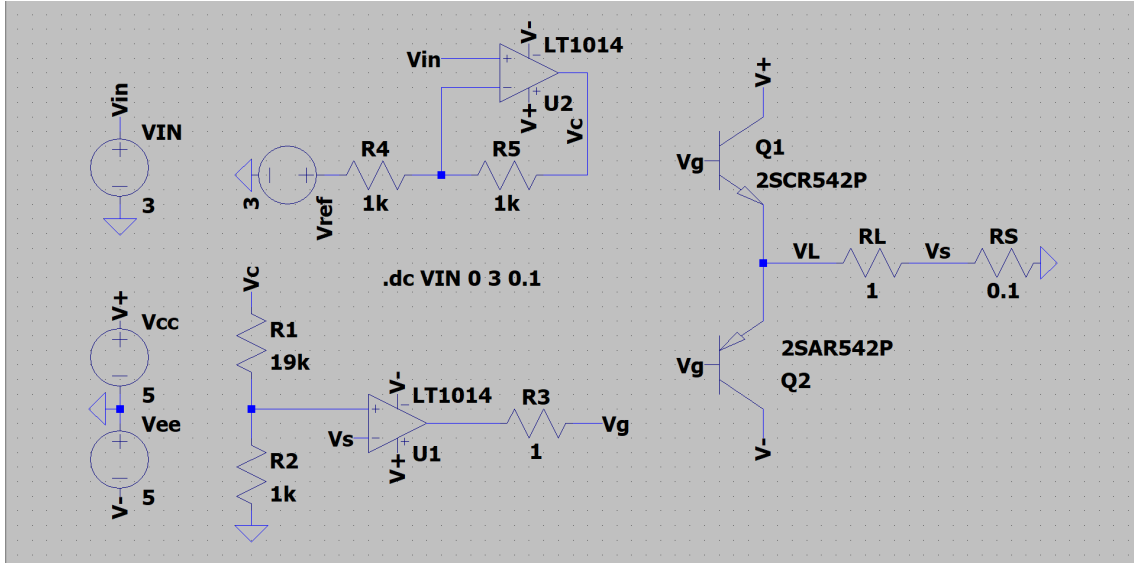 Vin
VIN
3
Vin
V-
LT1014
V+
U2
Vc
R4
1k
R5
1k
3
Vref
V+
Q1
Vg
2SCR542P
VL
RL
1
Vs
RS
0.1
2SAR542P
Vg
Q2
V-
.dc VIN 0 3 0.1
V+
Vcc
5
Vee
V-
5
Vc
R1
19k
R2
1k
V-
LT1014
Vs
V+
U1
R3
1
Vg